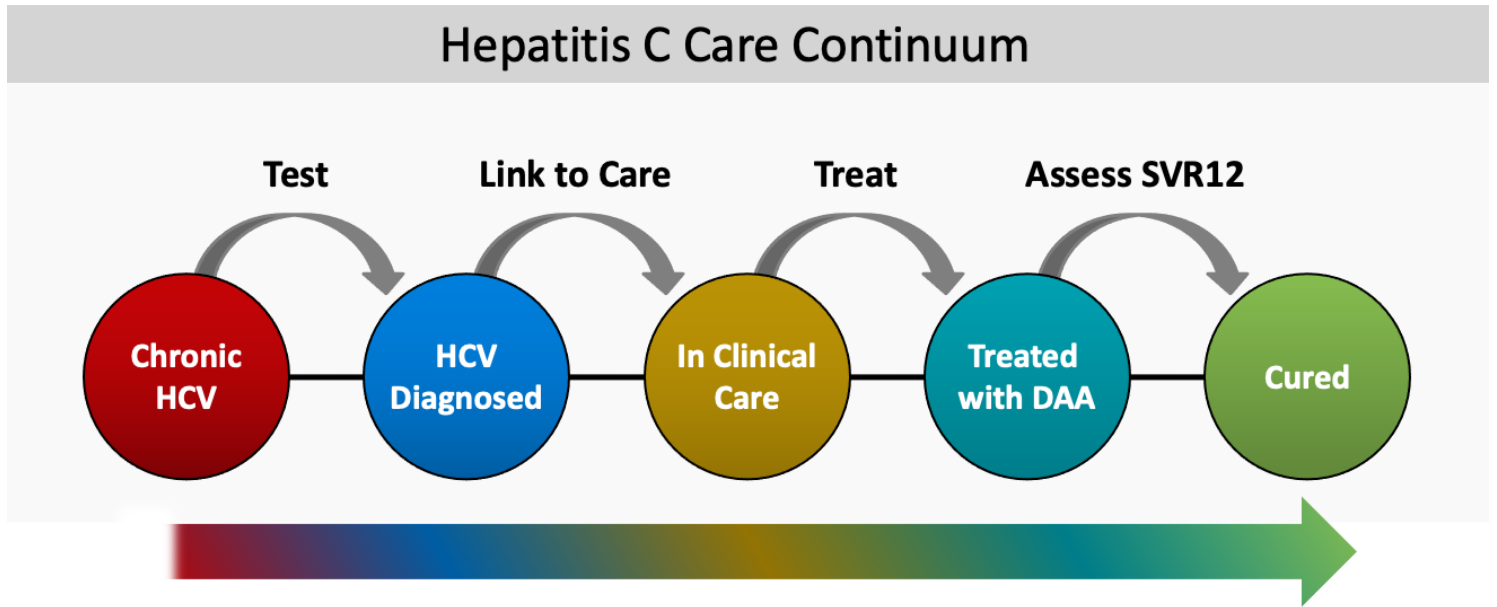 Hepatitis C Care Continuum
Test
Link to Care
Treat
Assess SVR12
Chronic
HCV
HCV
Diagnosed
In Clinical
Care
Treated
with DAA
Cured